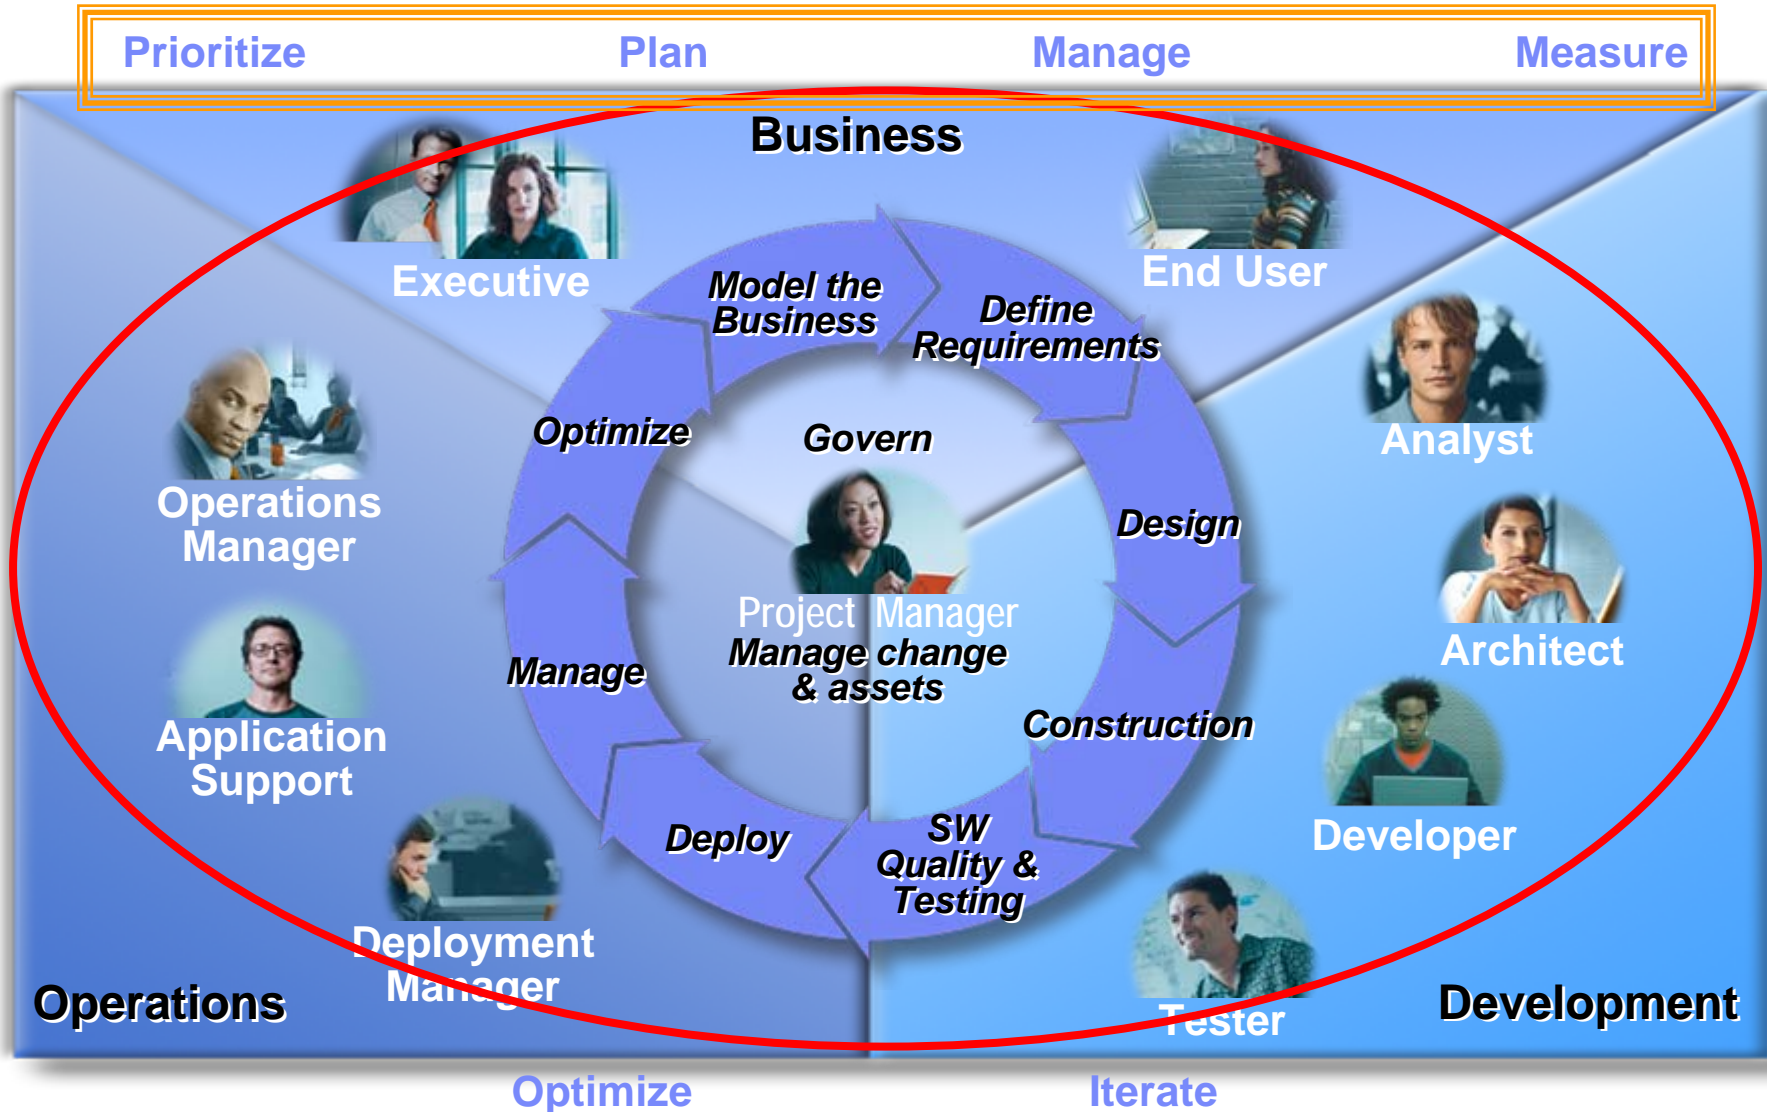 Prioritize Plan Manage Measure
Business
Executive
End User
Model the
Business
Define
Requirements
Analyst
Optimize
Govern
Operations
Manager
Design
Project Manager
Manage change
& assets
Architect
Manage
Application
Support
Construction
Developer
Deploy
SW
Quality &
Testing
Deployment
Manager
Tester
Operations
Development
Optimize Iterate